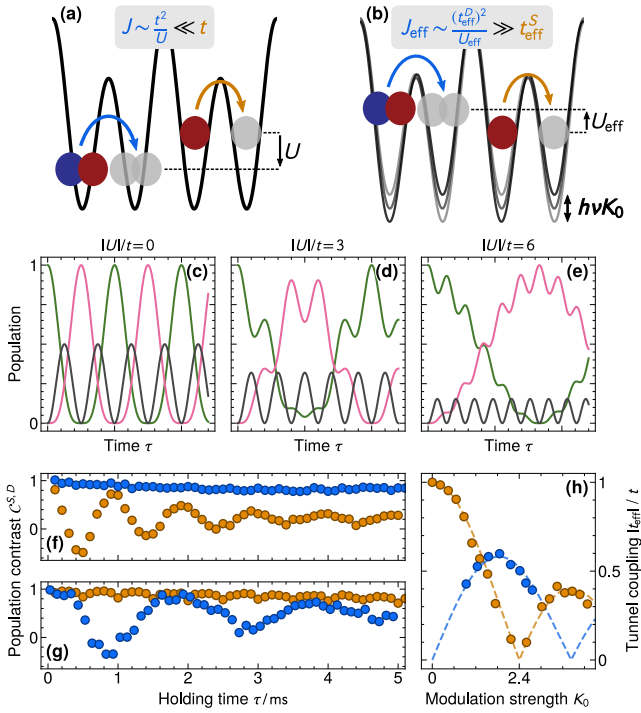 (a)
J ~ t²/U ≪ t
U
(b)
J_eff ~ (t_eff^D)²/U_eff ≫ t_eff^S
U_eff
hνK₀
|U|/t=0
|U|/t=3
|U|/t=6
(c)
(d)
(e)
1
0
Population
Time τ
Time τ
Time τ
Population contrast 𝒞^S,D
1
0
(f)
1
0
(g)
0
1
2
3
4
5
Holding time τ/ms
(h)
1
0.5
0
Tunnel coupling |t_eff| / t
0
2.4
Modulation strength K₀